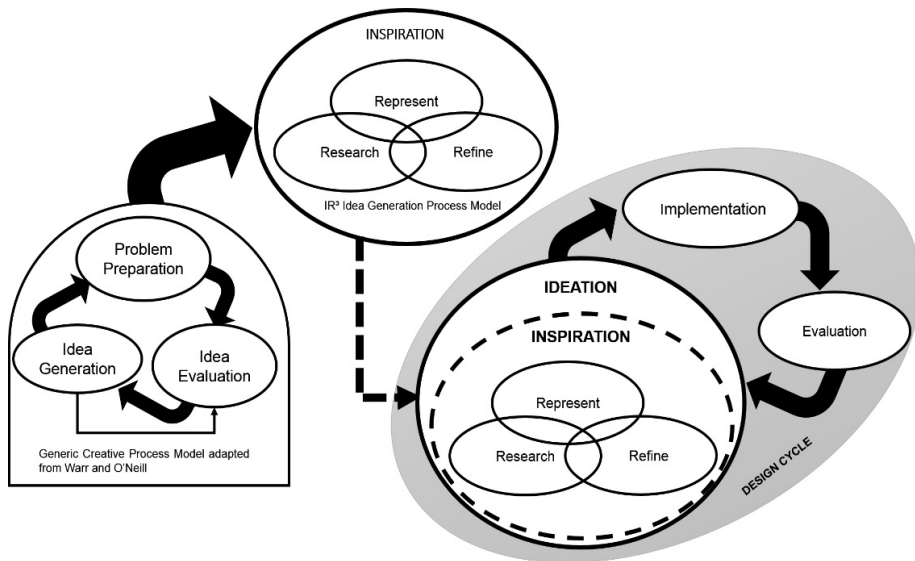 INSPIRATION
Represent
Research
Refine
IR³ Idea Generation Process Model
Problem
Preparation
Idea
Generation
Idea
Evaluation
Generic Creative Process Model adapted
from Warr and O'Neill
Implementation
Evaluation
IDEATION
INSPIRATION
Represent
Research
Refine
DESIGN CYCLE